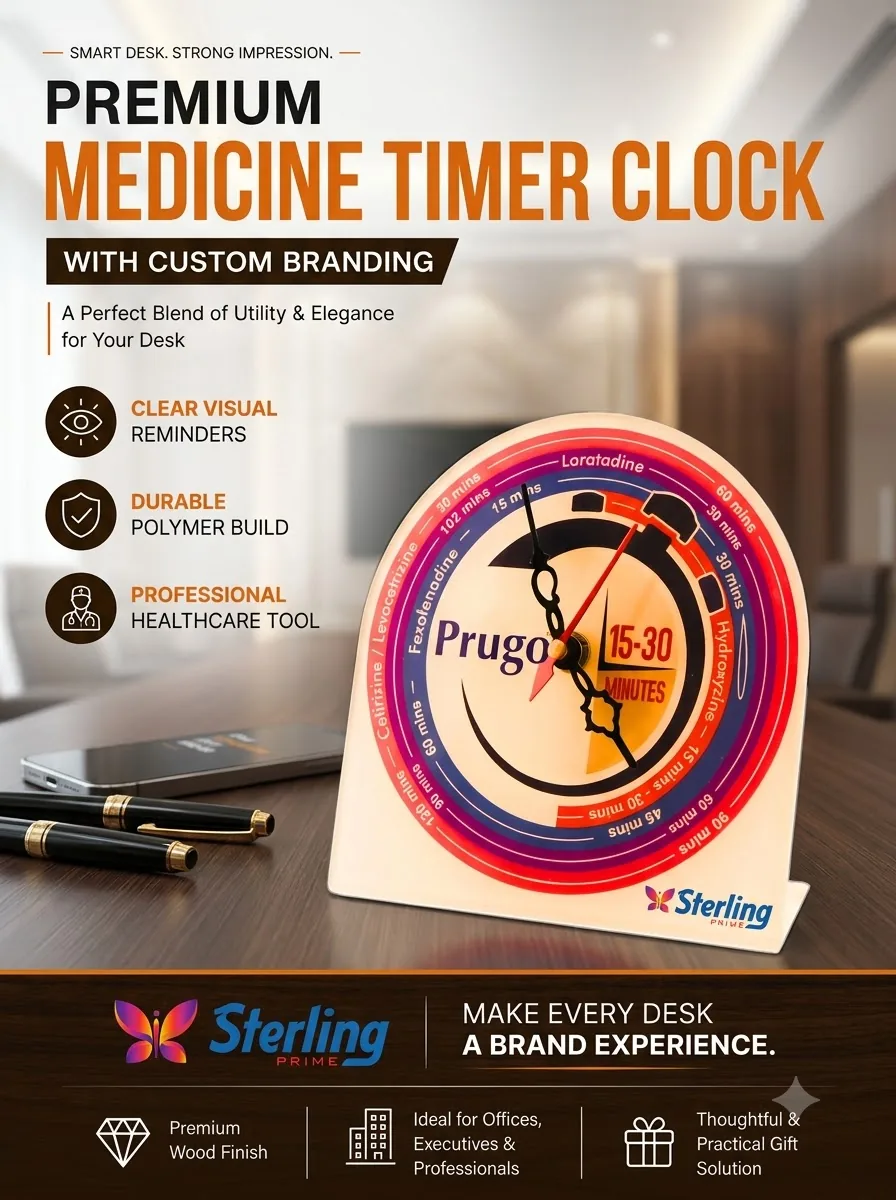 SMART DESK. STRONG IMPRESSION.
PREMIUM
MEDICINE TIMER CLOCK
WITH CUSTOM BRANDING
A Perfect Blend of Utility & Elegance
for Your Desk
CLEAR VISUAL
REMINDERS
DURABLE
POLYMER BUILD
PROFESSIONAL
HEALTHCARE TOOL
Loratadine
30 mins
60 mins
102 mins
90 mins
15 mins
30 mins
Cetirizine / Levocetrizine
Fexofenadine
Hydroxyzine
Prugo
15-30
MINUTES
60 mins
90 mins
15 mins - 30 mins
45 mins
60 mins
90 mins
Sterling
Sterling
PRIME
MAKE EVERY DESK
A BRAND EXPERIENCE.
Premium
Wood Finish
Ideal for Offices,
Executives &
Professionals
Thoughtful &
Practical Gift
Solution